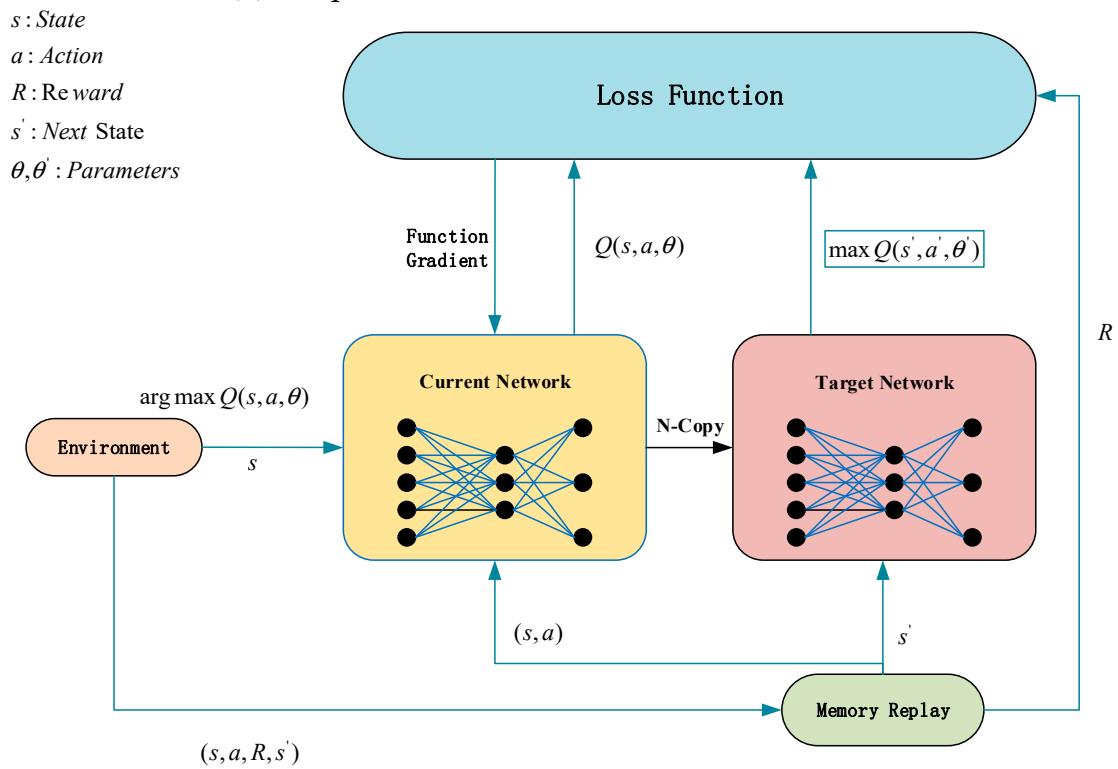 s : State
a : Action
R : Reward
s' : Next State
θ,θ' : Parameters
Loss Function
Function
Gradient
Q(s,a,θ)
max Q(s',a',θ')
R
Current Network
Target Network
arg max Q(s,a,θ)
Environment
s
N-Copy
(s,a)
s'
Memory Replay
(s,a,R,s')